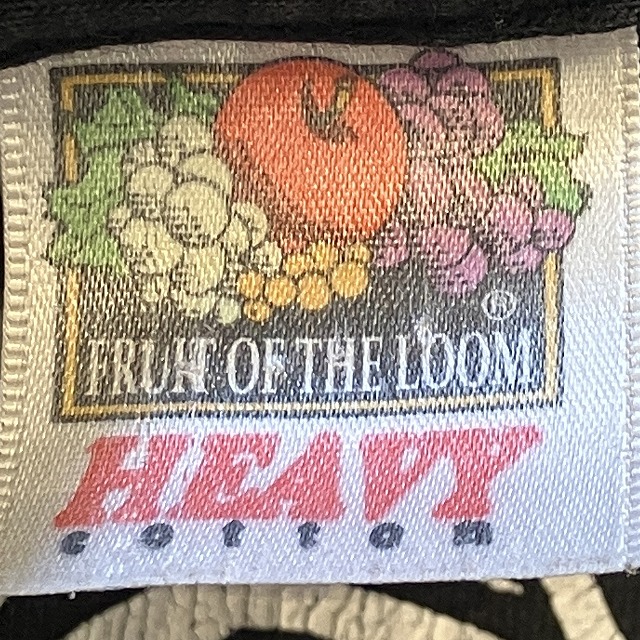 ®
FRUIT OF THE LOOM
HEAVY
cotton